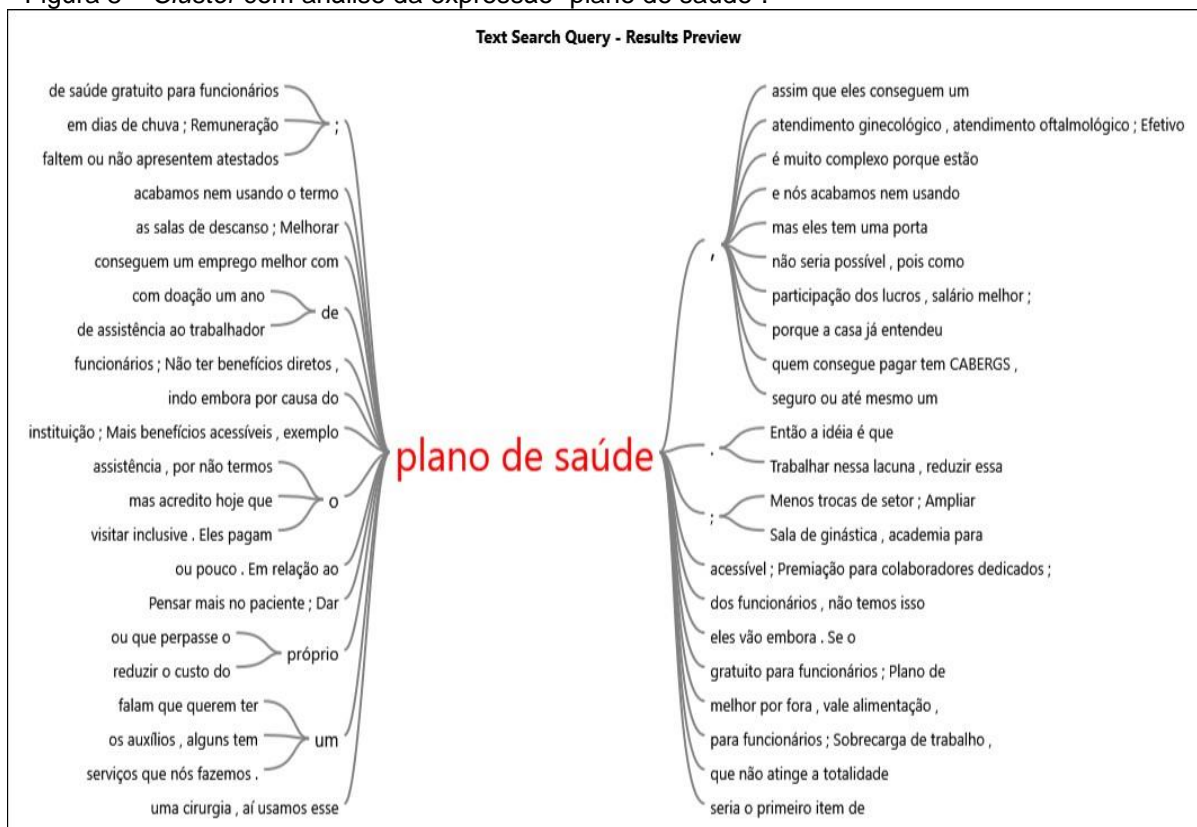 Figura 8 – Cluster com análise da expressão "plano de saúde".
Text Search Query - Results Preview
de saúde gratuito para funcionários
em dias de chuva ; Remuneração
;
faltem ou não apresentem atestados
acabamos nem usando o termo
as salas de descanso ; Melhorar
conseguem um emprego melhor com
com doação um ano
de
de assistência ao trabalhador
funcionários ; Não ter benefícios diretos ,
indo embora por causa do
instituição ; Mais benefícios acessíveis , exemplo
assistência , por não termos
mas acredito hoje que
o
visitar inclusive . Eles pagam
ou pouco . Em relação ao
Pensar mais no paciente ; Dar
ou que perpasse o
próprio
reduzir o custo do
falam que querem ter
os auxílios , alguns tem
um
serviços que nós fazemos .
uma cirurgia , aí usamos esse
plano de saúde
assim que eles conseguem um
atendimento ginecológico , atendimento oftalmológico ; Efetivo
é muito complexo porque estão
e nós acabamos nem usando
mas eles tem uma porta
,
não seria possível , pois como
participação dos lucros , salário melhor ;
porque a casa já entendeu
quem consegue pagar tem CABERGS ,
seguro ou até mesmo um
Então a idéia é que
.
Trabalhar nessa lacuna , reduzir essa
Menos trocas de setor ; Ampliar
;
Sala de ginástica , academia para
acessível ; Premiação para colaboradores dedicados ;
dos funcionários , não temos isso
eles vão embora . Se o
gratuito para funcionários ; Plano de
melhor por fora , vale alimentação ,
para funcionários ; Sobrecarga de trabalho ,
que não atinge a totalidade
seria o primeiro item de